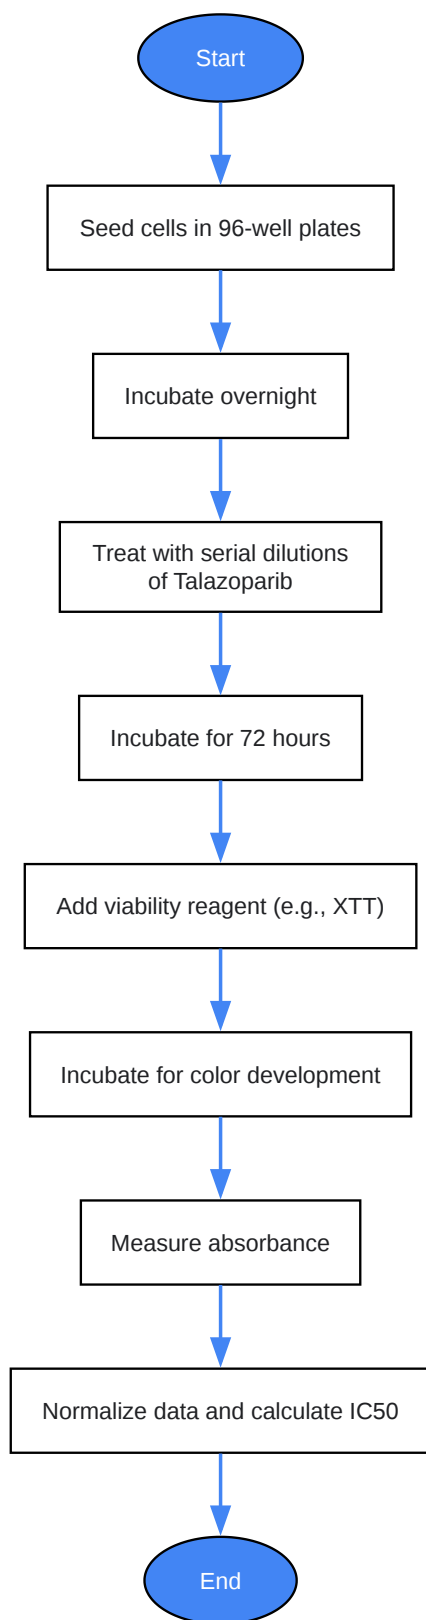 Start
Seed cells in 96-well plates
Incubate overnight
Treat with serial dilutions
of Talazoparib
Incubate for 72 hours
Add viability reagent (e.g., XTT)
Incubate for color development
Measure absorbance
Normalize data and calculate IC50
End